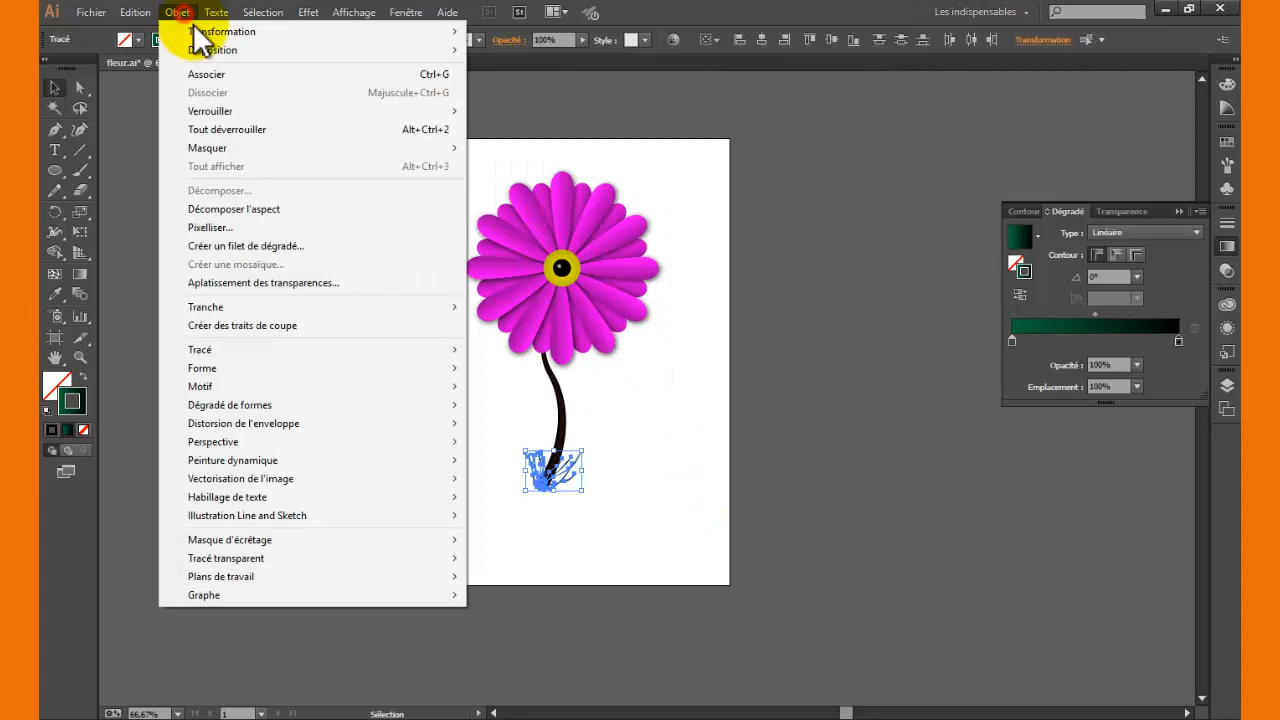 Ai Fichier Edition Objet Texte Sélection Effet Affichage Fenêtre Aide Br St Les indispensables
Tracé Opacité : 100% Style : Transformation
fleur.ai* @
Associer Ctrl+G
Dissocier Majuscule+Ctrl+G
Verrouiller
Tout déverrouiller Alt+Ctrl+2
Masquer
Tout afficher Alt+Ctrl+3
Décomposer...
Décomposer l'aspect
Pixelliser...
Créer un filet de dégradé...
Créer une mosaïque...
Aplatissement des transparences...
Tranche
Créer des traits de coupe
Tracé
Forme
Motif
Dégradé de formes
Distorsion de l'enveloppe
Perspective
Peinture dynamique
Vectorisation de l'image
Habillage de texte
Illustration Line and Sketch
Masque d'écrêtage
Tracé transparent
Plans de travail
Graphe
Contour Dégradé Transparence
Type : Linéaire
Contour :
0°
Opacité : 100%
Emplacement : 100%
66,67% 1 Sélection